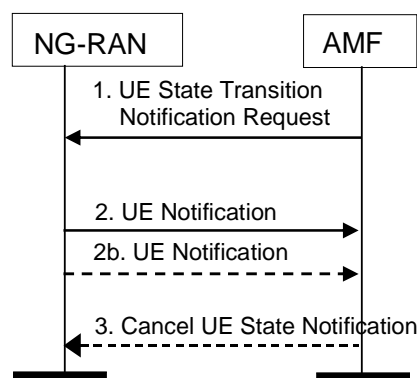 NG-RAN
AMF
1. UE State Transition
Notification Request
2. UE Notification
2b. UE Notification
3. Cancel UE State Notification